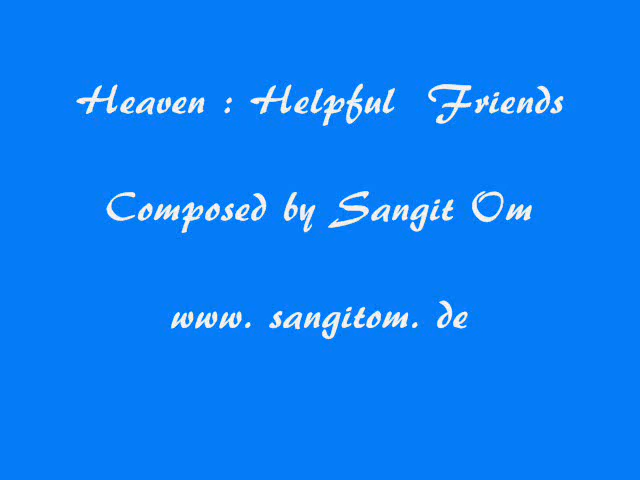 Heaven : Helpful Friends
Composed by Sangit Om
www. sangitom. de